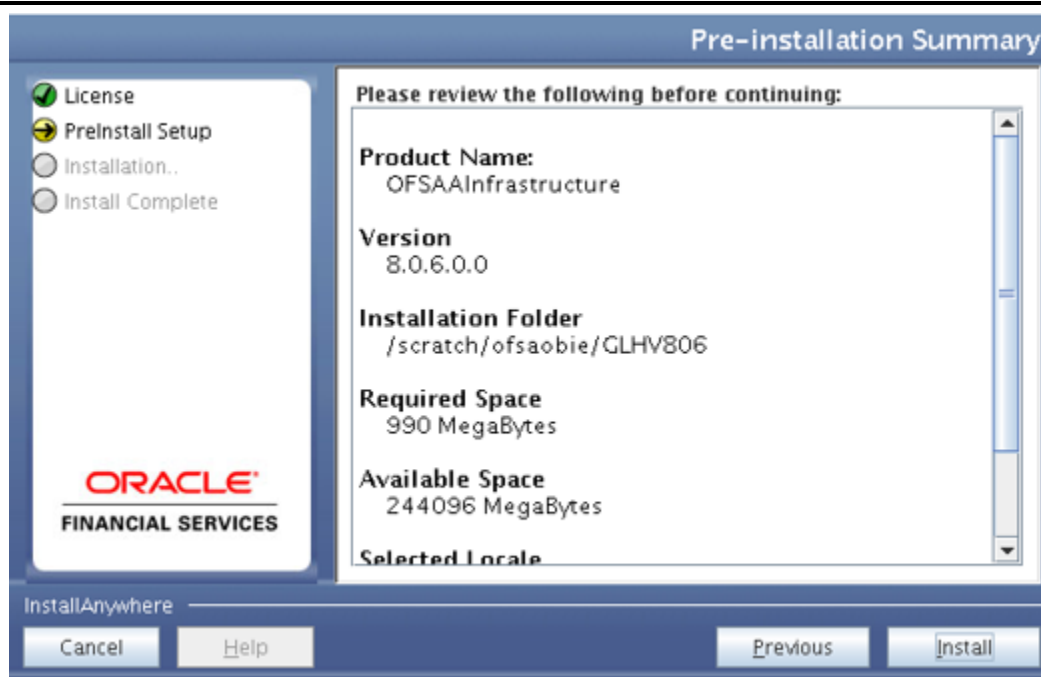 Pre-installation Summary
License
PreInstall Setup
Installation..
Install Complete
ORACLE
FINANCIAL SERVICES
Please review the following before continuing:
Product Name:
OFSAAInfrastructure
Version
8.0.6.0.0
Installation Folder
/scratch/ofsaobie/GLHV806
Required Space
990 MegaBytes
Available Space
244096 MegaBytes
Selected Locale
InstallAnywhere
Cancel
Help
Previous
Install